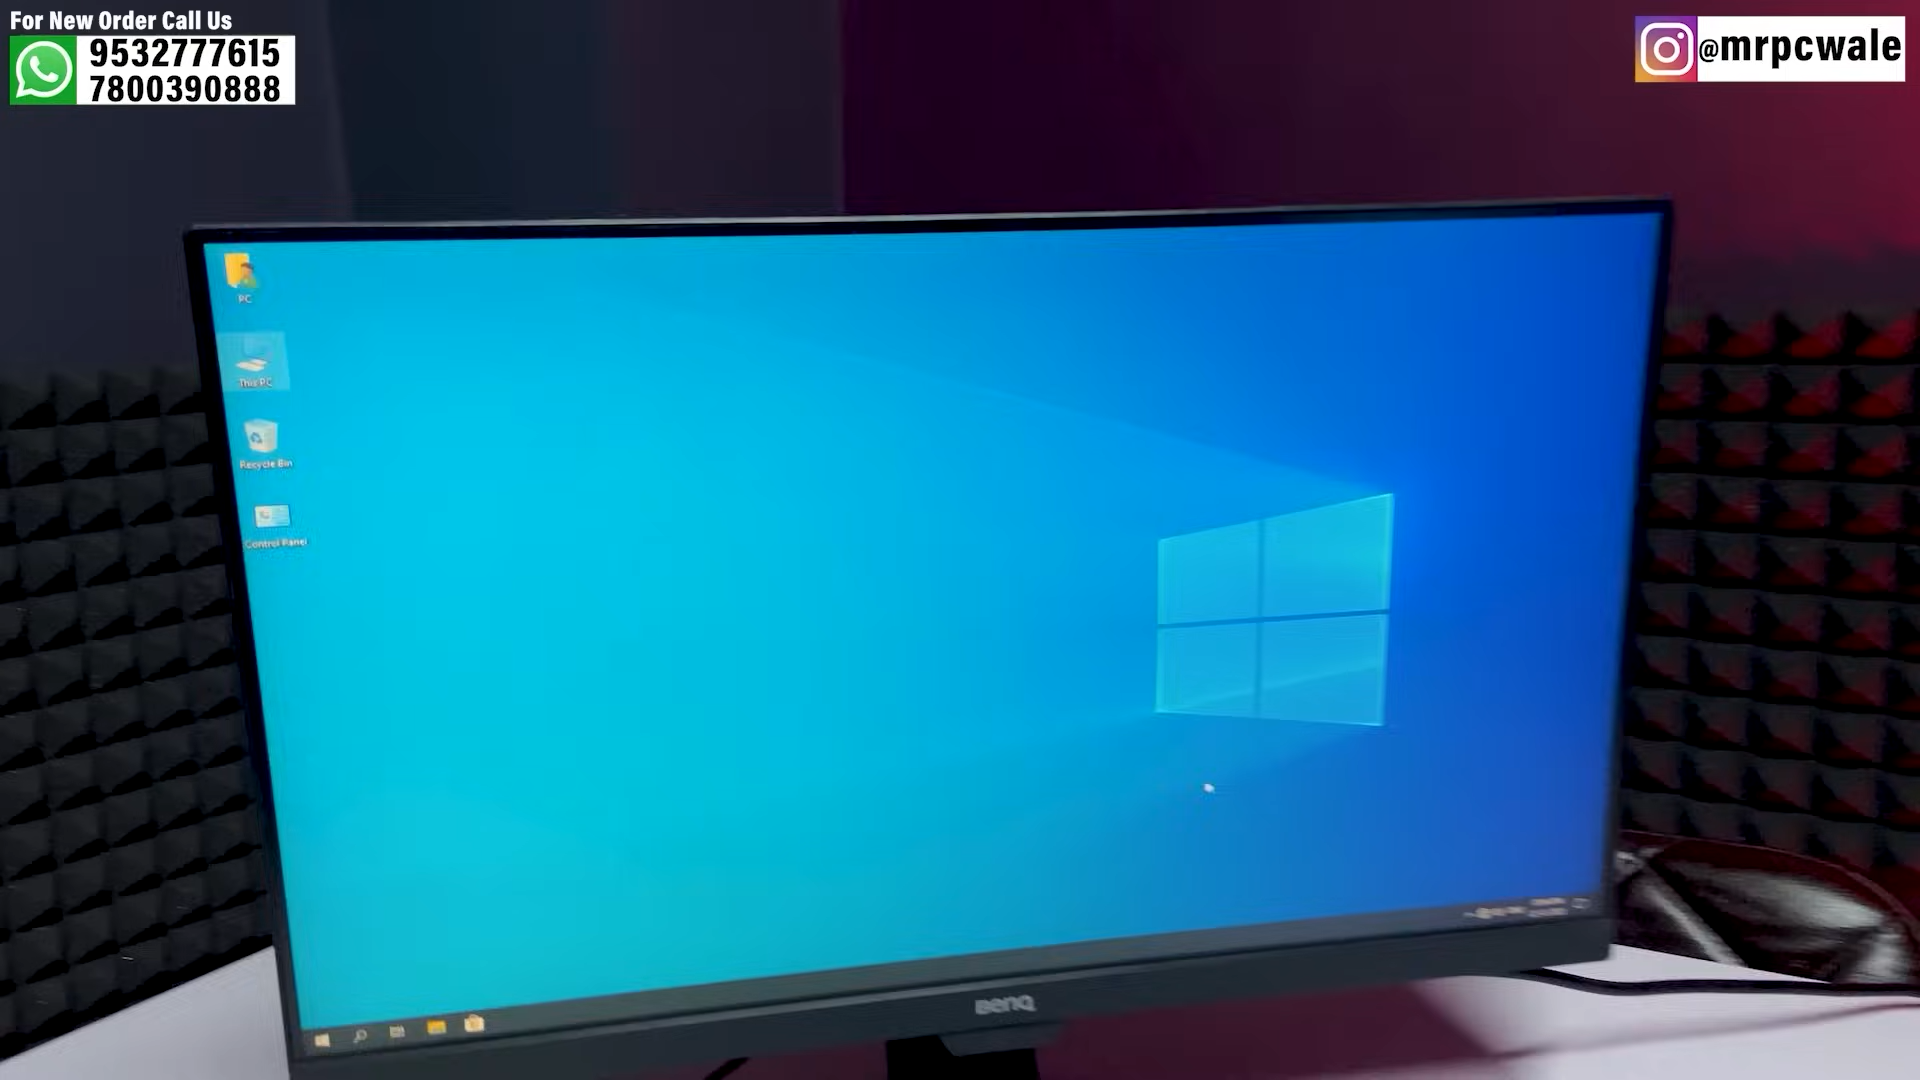 For New Order Call Us
9532777615
7800390888
@mrpcwale
PC
This PC
Recycle Bin
Control Panel
BenQ